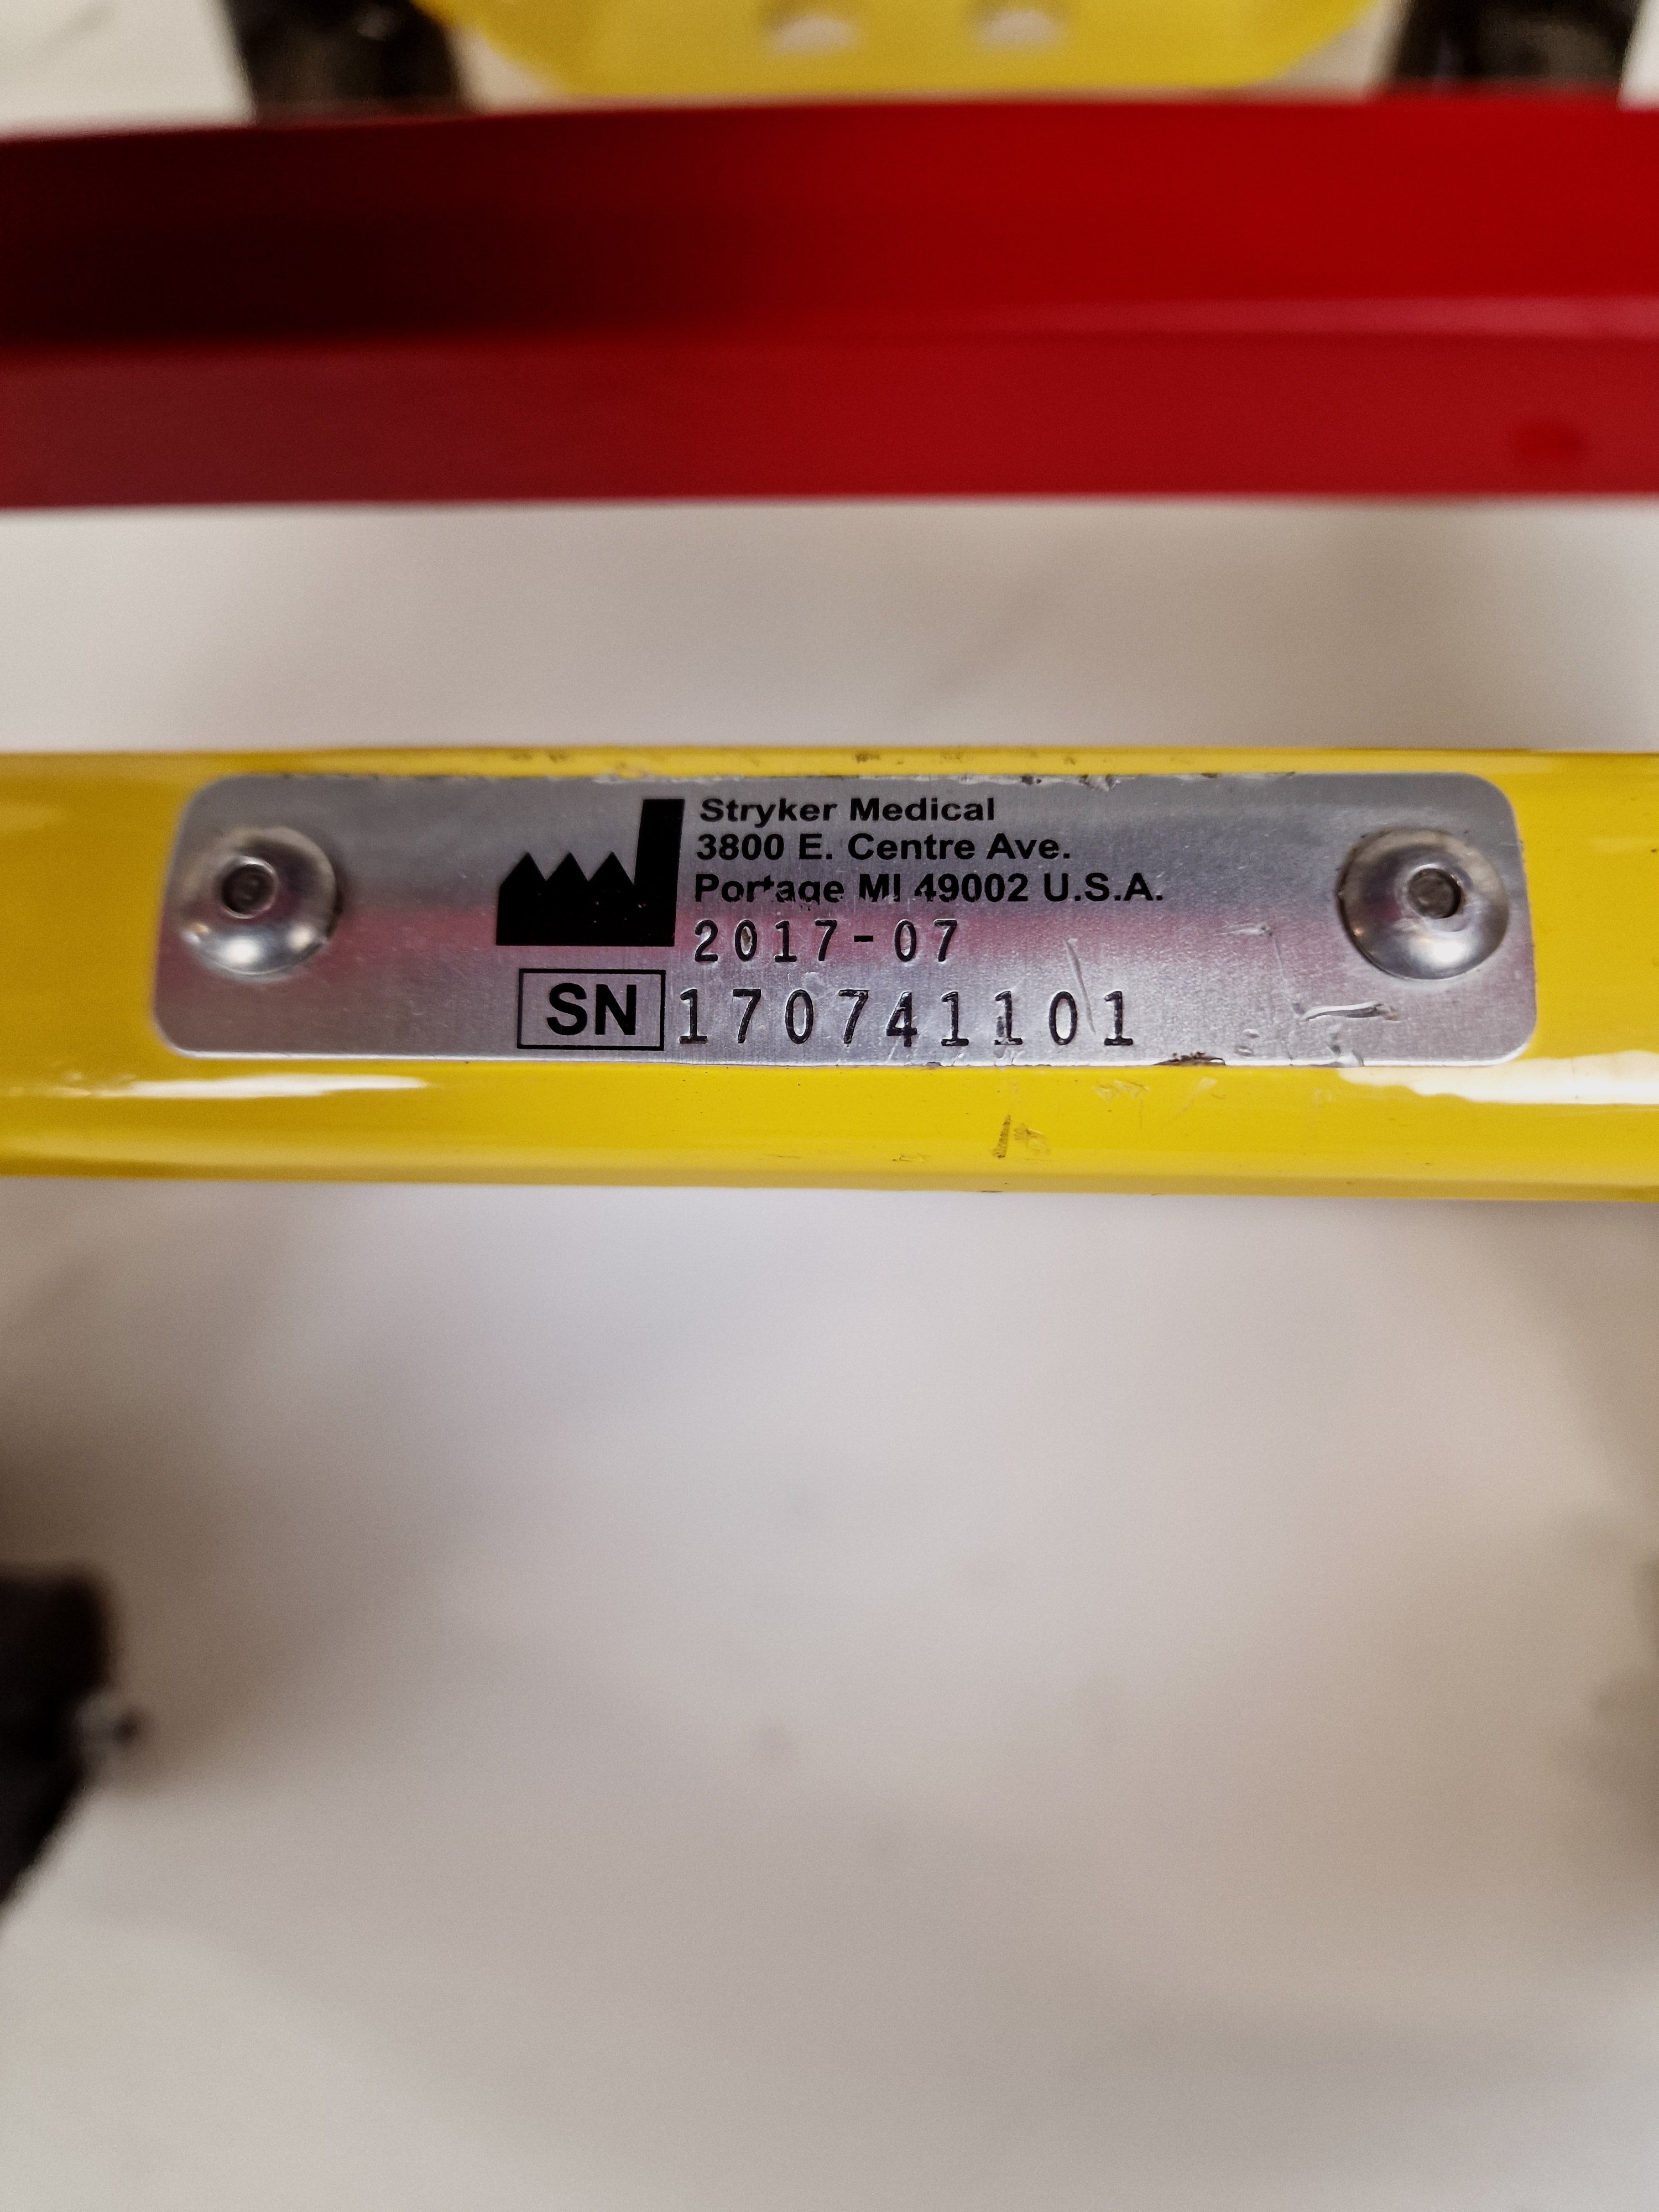 Stryker Medical
3800 E. Centre Ave.
Portage MI 49002 U.S.A.
2017-07
SN 170741101